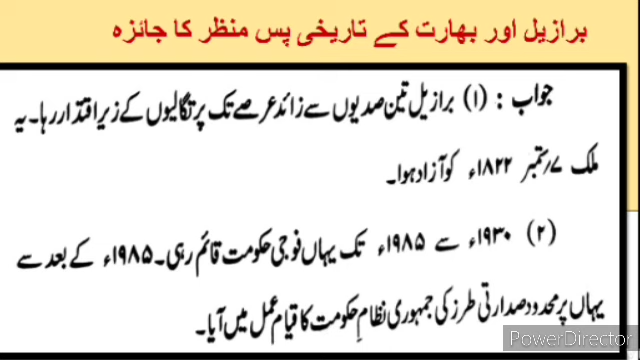 برازیل اور بھارت کے تاریخی پس منظر کا جائزہ
جواب : (۱) برازیل تین صدیوں سے زائد عرصے تک پرتگالیوں کے زیر اقتدار رہا۔ یہ
ملک ۷؍ستمبر ۱۸۲۲ء کو آزاد ہوا۔
(۲) ۱۹۳۰ء سے ۱۹۸۵ء تک یہاں فوجی حکومت قائم رہی۔ ۱۹۸۵ء کے بعد سے
یہاں پر محدود صدارتی طرز کی جمہوری نظامِ حکومت کا قیام عمل میں آیا۔
PowerDirector